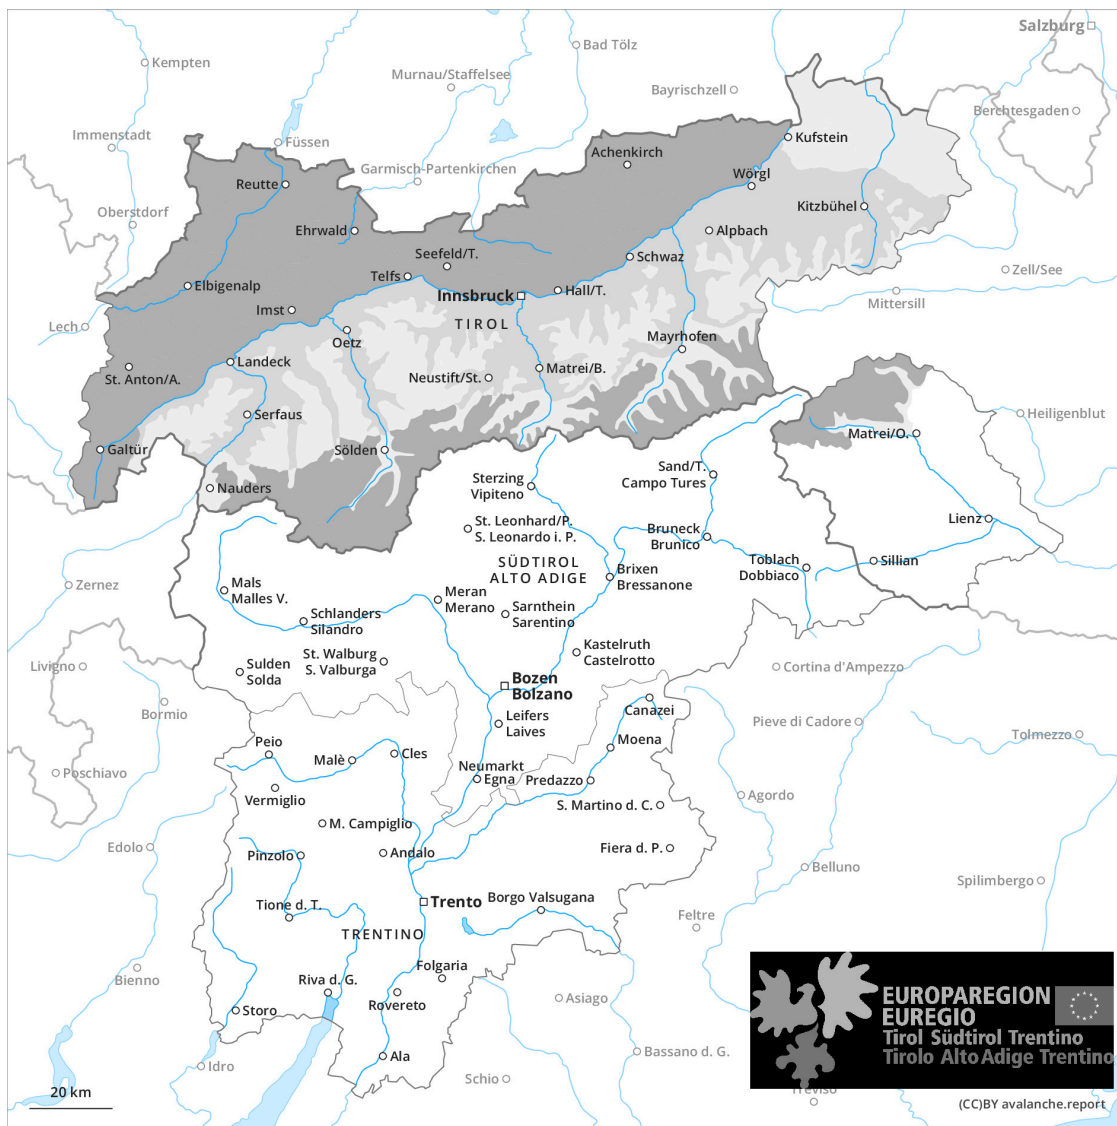 Salzburg
Bad Tölz
Kempten
Murnau/Staffelsee
Bayrischzell
Berchtesgaden
Immenstadt
Füssen
Kufstein
Achenkirch
Garmisch-Partenkirchen
Wörgl
Reutte
Kitzbühel
Oberstdorf
Ehrwald
Alpbach
Seefeld/T.
Schwaz
Zell/See
Telfs
Elbigenalp
Hall/T.
Innsbruck
Mittersill
Imst
TIROL
Lech
Oetz
Mayrhofen
Landeck
Matrei/B.
St. Anton/A.
Neustift/St.
Serfaus
Heiligenblut
Matrei/O.
Galtür
Sölden
Sand/T.
Campo Tures
Sterzing
Vipiteno
Nauders
Lienz
St. Leonhard/P.
S. Leonardo i. P.
Bruneck
Brunico
SÜDTIROL
ALTO ADIGE
Toblach
Dobbiaco
Sillian
Brixen
Bressanone
Zernez
Mals
Malles V.
Meran
Merano
Sarnthein
Sarentino
Schlanders
Silandro
Kastelruth
Castelrotto
St. Walburg
S. Valburga
Livigno
Sulden
Solda
Cortina d'Ampezzo
Bozen
Bolzano
Canazei
Bormio
Leifers
Laives
Pieve di Cadore
Tolmezzo
Peio
Moena
Cles
Malè
Neumarkt
Egna
Predazzo
Poschiavo
Vermiglio
Agordo
S. Martino d. C.
M. Campiglio
Edolo
Pinzolo
Andalo
Fiera d. P.
Belluno
Spilimbergo
Trento
Borgo Valsugana
Tione d. T.
Feltre
TRENTINO
Bienno
Folgaria
Riva d. G.
Rovereto
Asiago
Storo
EUROPAREGION
EUREGIO
Tirol Südtirol Trentino
Tirolo Alto Adige Trentino
Ala
Bassano d. G.
Idro
Schio
20 km
Treviso
(CC)BY avalanche.report